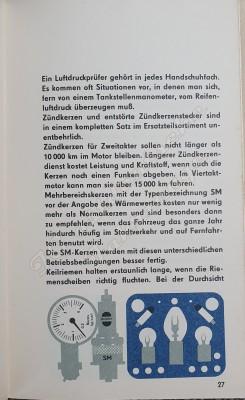 Ein Luftdruckprüfer gehört in jedes Handschuhfach.
Es kommen oft Situationen vor, in denen man sich,
fern von einem Tankstellenmanometer, vom Reifen-
luftdruck überzeugen muß.
Zündkerzen und entstörte Zündkerzenstecker sind
in einem kompletten Satz im Ersatzteilsortiment un-
entbehrlich.
Zündkerzen für Zweitakter sollen nicht länger als
10 000 km im Motor bleiben. Längerer Zündkerzen-
dienst kostet Leistung und Kraftstoff, wenn auch die
Kerzen noch einen Funken abgeben. Im Viertakt-
motor kann man sie über 15 000 km fahren.
Mehrbereichskerzen mit der Typenbezeichnung SM
vor der Angabe des Wärmewertes kosten nur wenig
mehr als Normalkerzen und sind besonders dann
zu empfehlen, wenn das Fahrzeug das ganze Jahr
hindurch häufig im Stadtverkehr und auf Fernfahr-
ten benutzt wird.
Die SM-Kerzen werden mit diesen unterschiedlichen
Betriebsbedingungen besser fertig.
Keilriemen halten erstaunlich lange, wenn die Rie-
menscheiben richtig fluchten. Bei der Durchsicht
SM
27